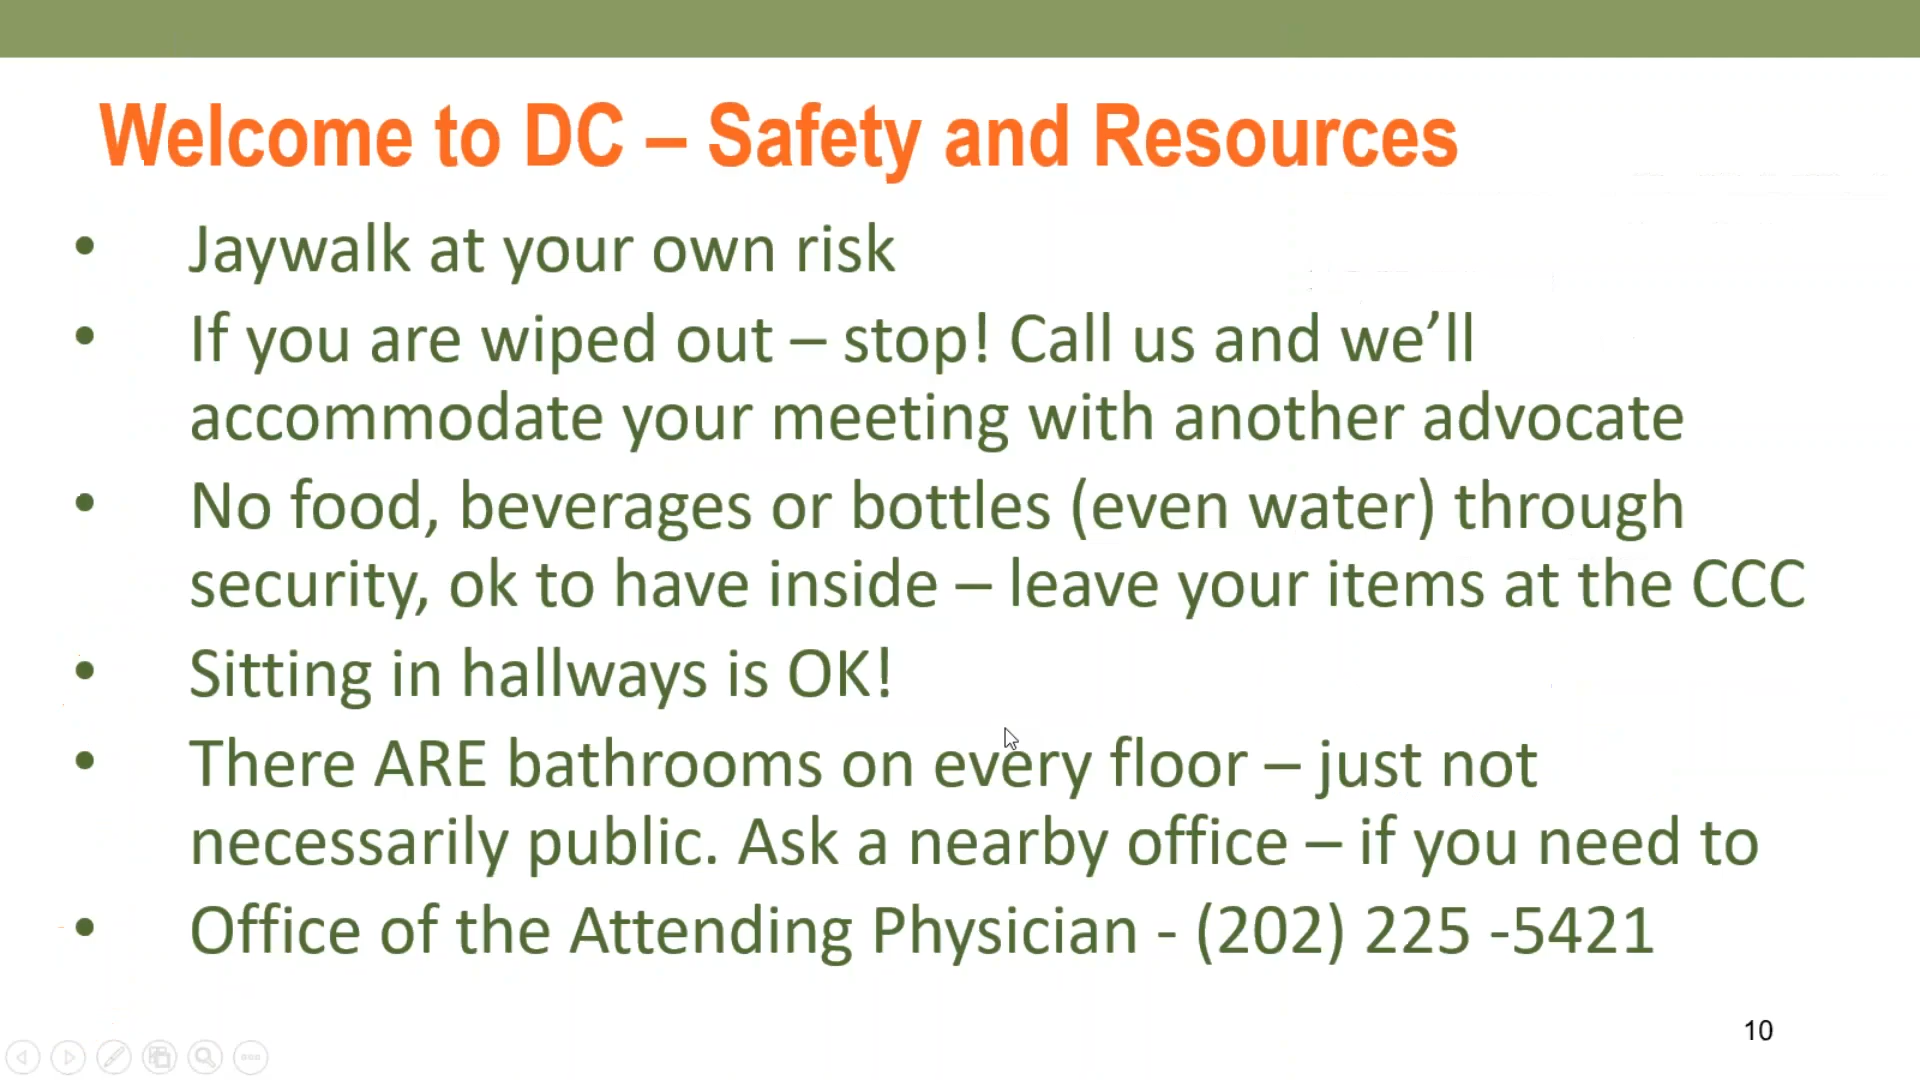 Welcome to DC – Safety and Resources
• Jaywalk at your own risk
• If you are wiped out – stop! Call us and we’ll
accommodate your meeting with another advocate
• No food, beverages or bottles (even water) through
security, ok to have inside – leave your items at the CCC
• Sitting in hallways is OK!
• There ARE bathrooms on every floor – just not
necessarily public. Ask a nearby office – if you need to
• Office of the Attending Physician - (202) 225 -5421
10